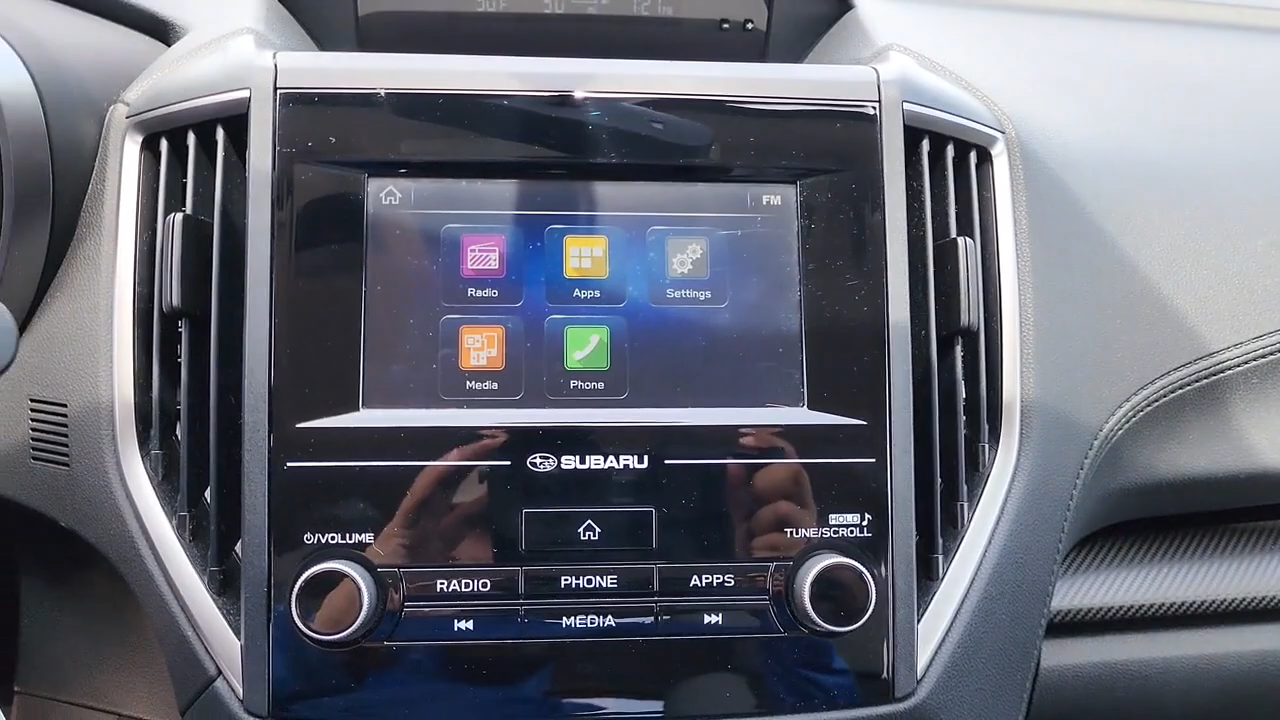 FM
Radio
Apps
Settings
Media
Phone
SUBARU
HOLD
/VOLUME
TUNE/SCROLL
RADIO
PHONE
APPS
MEDIA